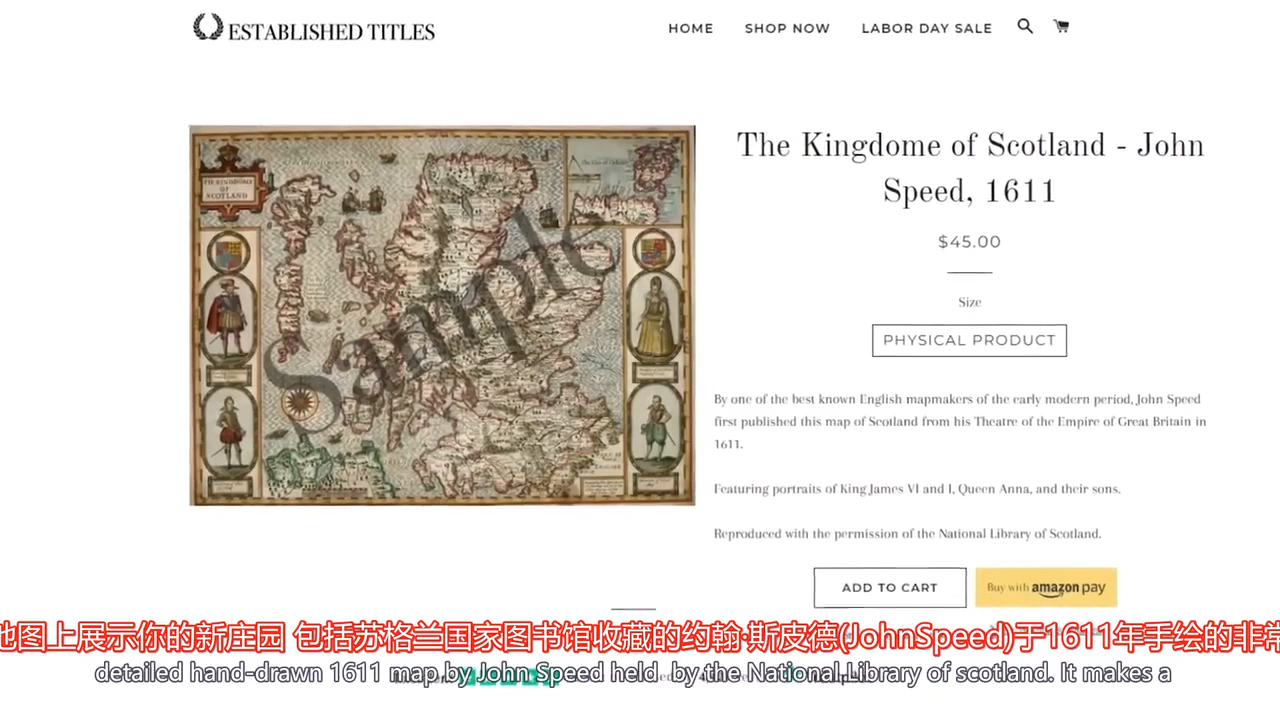 ESTABLISHED TITLES
HOME SHOP NOW LABOR DAY SALE
THE KINGDOME
OF
SCOTLAND
Sample
The Kingdome of Scotland - John
Speed, 1611
$45.00
Size
PHYSICAL PRODUCT
By one of the best known English mapmakers of the early modern period, John Speed
first published this map of Scotland from his Theatre of the Empire of Great Britain in
1611.
Featuring portraits of King James VI and I, Queen Anna, and their sons.
Reproduced with the permission of the National Library of Scotland.
ADD TO CART
Buy with amazon pay
地图上展示你的新庄园 包括苏格兰国家图书馆收藏的约翰·斯皮德(JohnSpeed)于1611年手绘的非常
detailed hand-drawn 1611 map by John Speed held by the National Library of scotland. It makes a